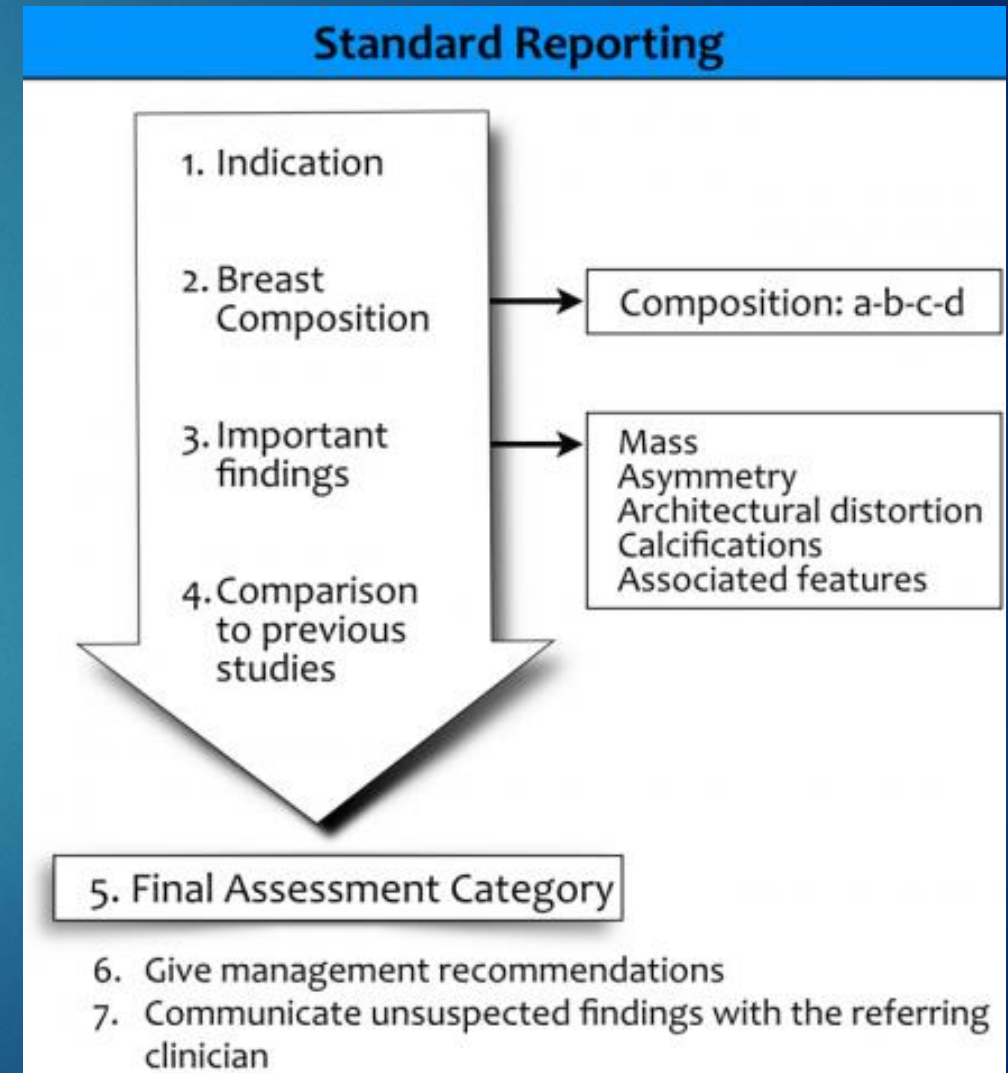 Standard Reporting
1. Indication
2. Breast
Composition
Composition: a-b-c-d
3. Important
findings
Mass
Asymmetry
Architectural distortion
Calcifications
Associated features
4. Comparison
to previous
studies
5. Final Assessment Category
6. Give management recommendations
7. Communicate unsuspected findings with the referring
clinician